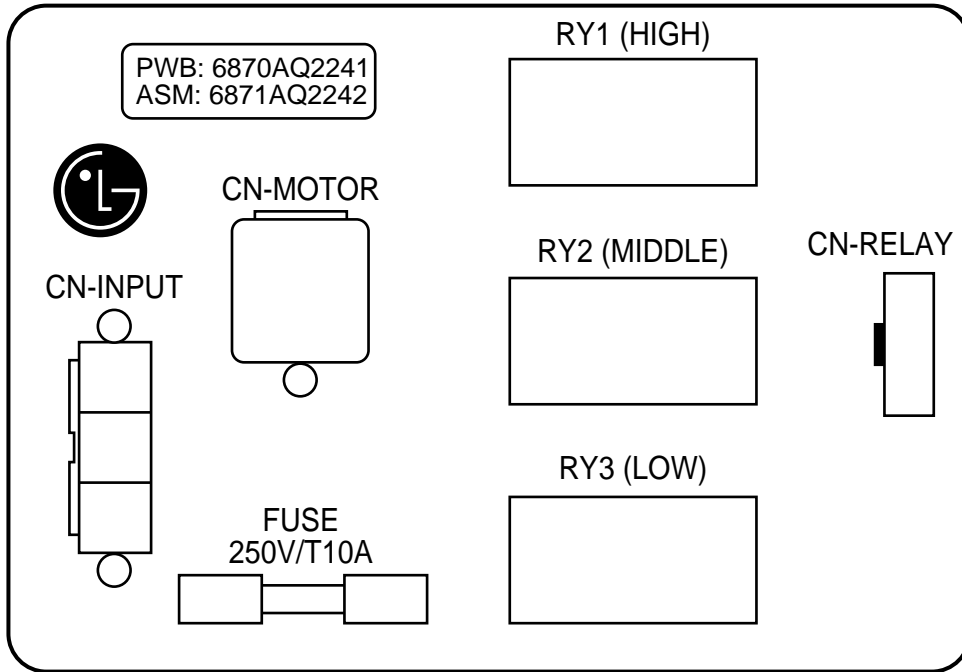 RY1 (HIGH)
PWB: 6870AQ2241
ASM: 6871AQ2242
CN-MOTOR
RY2 (MIDDLE)
CN-RELAY
CN-INPUT
RY3 (LOW)
FUSE
250V/T10A